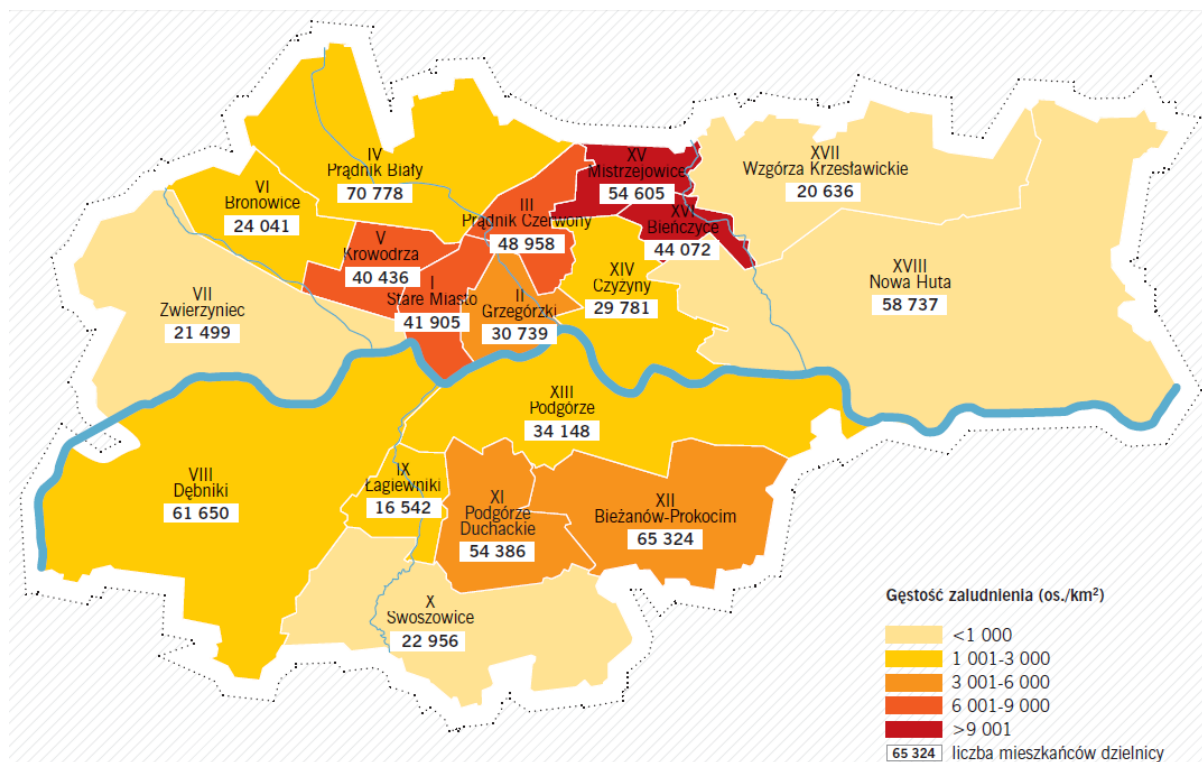 IV
Prądnik Biały
70 778
VI
Bronowice
24 041
V
Krowodrza
40 436
VII
Zwierzyniec
21 499
I
Stare Miasto
41 905
III
Prądnik Czerwony
48 958
II
Grzegórzki
30 739
XV
Mistrzejowice
54 605
XVI
Bieńczyce
44 072
XIV
Czyżyny
29 781
XVII
Wzgórza Krzesławickie
20 636
XVIII
Nowa Huta
58 737
XIII
Podgórze
34 148
VIII
Dębniki
61 650
IX
Łagiewniki
16 542
XI
Podgórze
Duchackie
54 386
XII
Bieżanów-Prokocim
65 324
X
Swoszowice
22 956
Gęstość zaludnienia (os./km²)
<1 000
1 001-3 000
3 001-6 000
6 001-9 000
>9 001
65 324 liczba mieszkańców dzielnicy